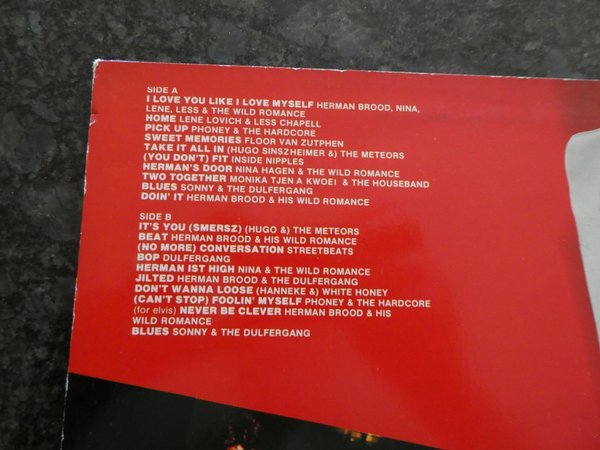 SIDE A
I LOVE YOU LIKE I LOVE MYSELF HERMAN BROOD, NINA,
LENE, LESS & THE WILD ROMANCE
HOME LENE LOVICH & LESS CHAPELL
PICK UP PHONEY & THE HARDCORE
SWEET MEMORIES FLOOR VAN ZUTPHEN
TAKE IT ALL IN (HUGO SINSZHEIMER &) THE METEORS
(YOU DON'T) FIT INSIDE NIPPLES
HERMAN'S DOOR NINA HAGEN & THE WILD ROMANCE
TWO TOGETHER MONIKA TJEN A KWOEI & THE HOUSEBAND
BLUES SONNY & THE DULFERGANG
DOIN' IT HERMAN BROOD & HIS WILD ROMANCE
SIDE B
IT'S YOU (SMERSZ) (HUGO &) THE METEORS
BEAT HERMAN BROOD & HIS WILD ROMANCE
(NO MORE) CONVERSATION STREETBEATS
BOP DULFERGANG
HERMAN IST HIGH NINA & THE WILD ROMANCE
JILTED HERMAN BROOD & THE DULFERGANG
DON'T WANNA LOOSE (HANNEKE &) WHITE HONEY
(CAN'T STOP) FOOLIN' MYSELF PHONEY & THE HARDCORE
(for elvis) NEVER BE CLEVER HERMAN BROOD & HIS
WILD ROMANCE
BLUES SONNY & THE DULFERGANG